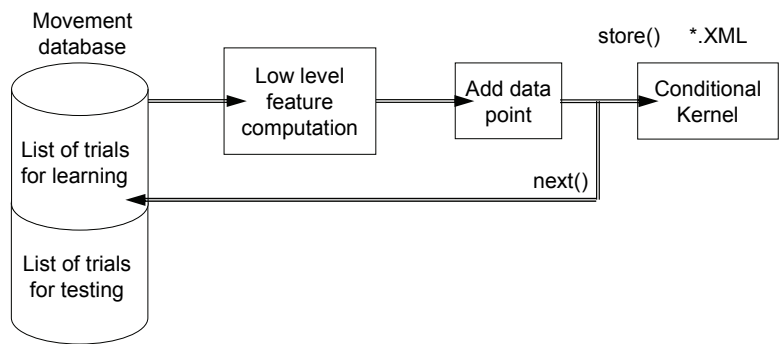 Movement
database
store() *.XML
Low level
feature
computation
Add data
point
Conditional
Kernel
List of trials
for learning
next()
List of trials
for testing